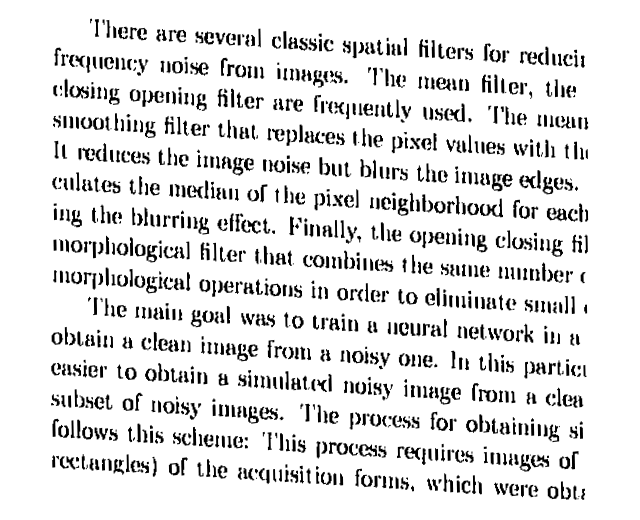 There are several classic spatial filters for reducin
frequency noise from images. The mean filter, the
closing opening filter are frequently used. The mean
smoothing filter that replaces the pixel values with the
It reduces the image noise but blurs the image edges.
culates the median of the pixel neighborhood for each
ing the blurring effect. Finally, the opening closing fil
morphological filter that combines the same number
morphological operations in order to eliminate small
The main goal was to train a neural network in a
obtain a clean image from a noisy one. In this particu
easier to obtain a simulated noisy image from a clea
subset of noisy images. The process for obtaining si
follows this scheme: This process requires images of
rectangles) of the acquisition forms, which were obta